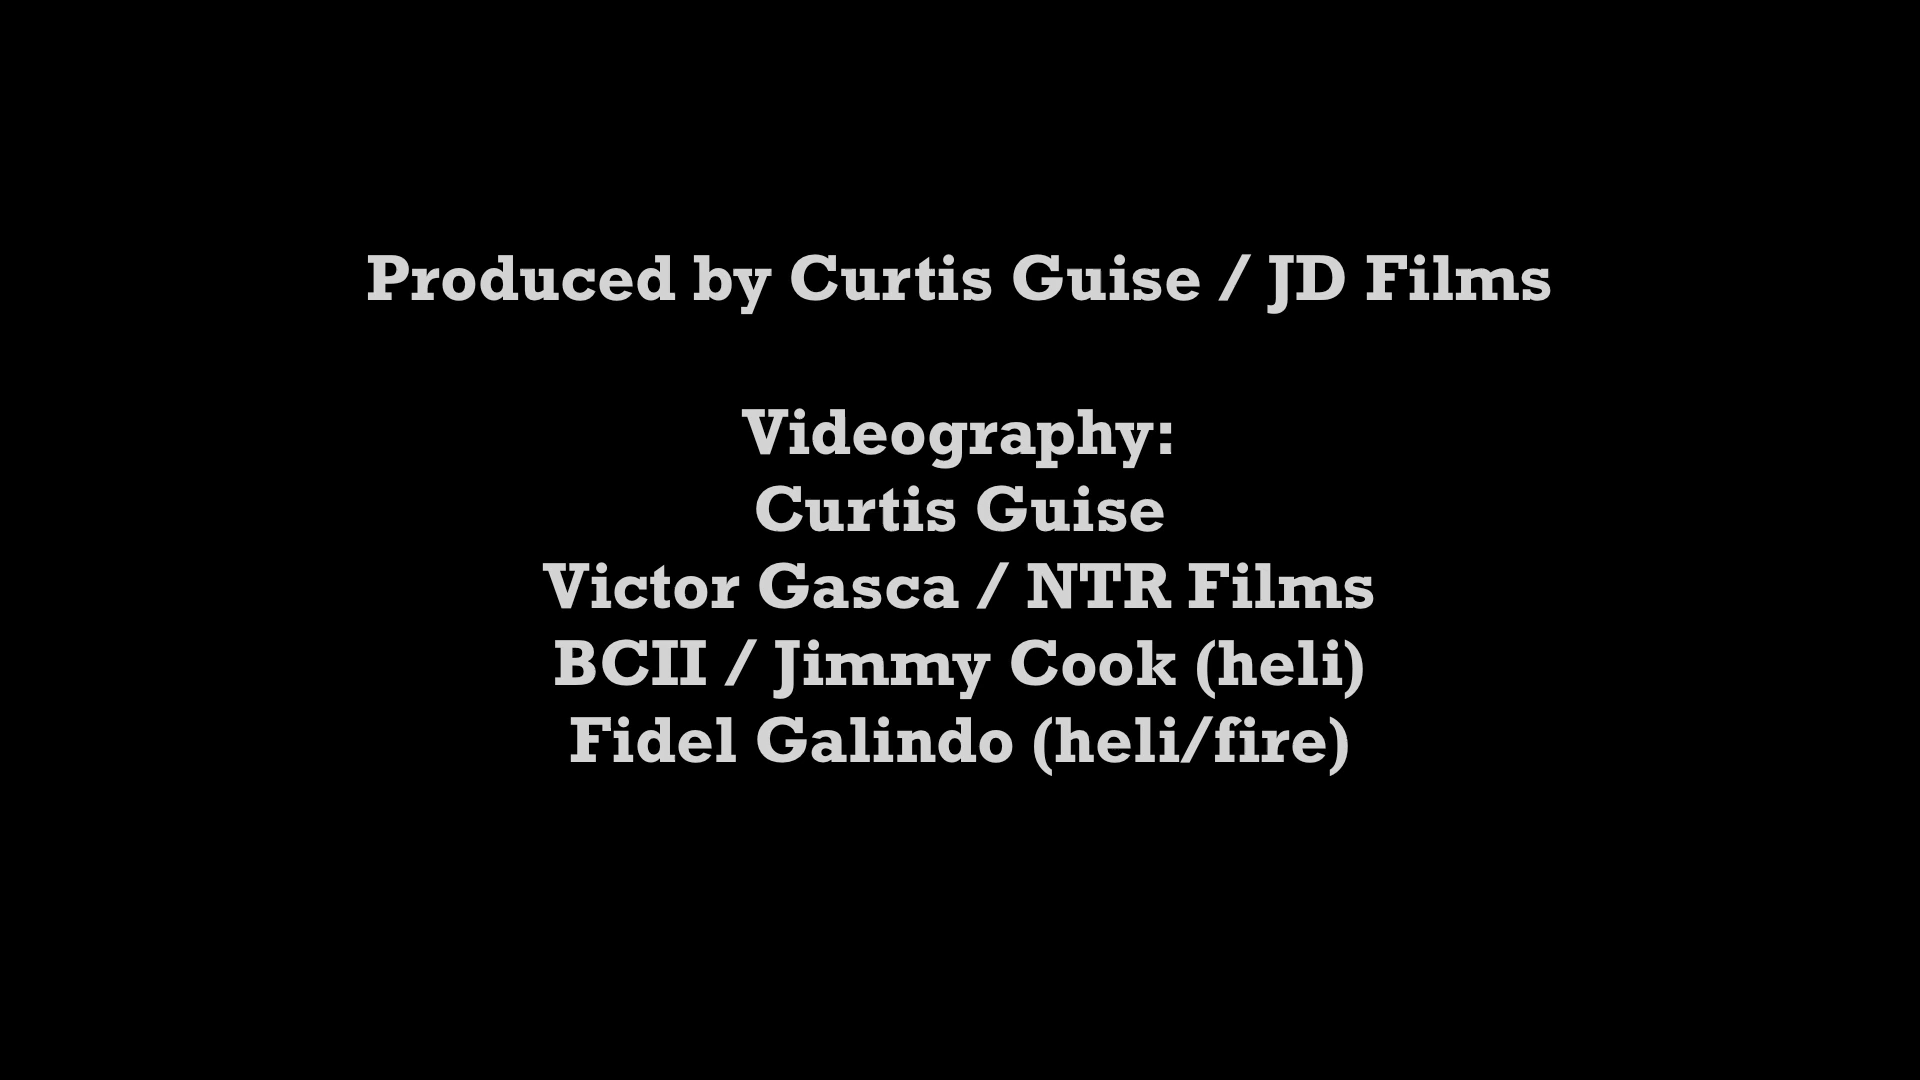 Produced by Curtis Guise / JD Films
Videography:
Curtis Guise
Victor Gasca / NTR Films
BCII / Jimmy Cook (heli)
Fidel Galindo (heli/fire)